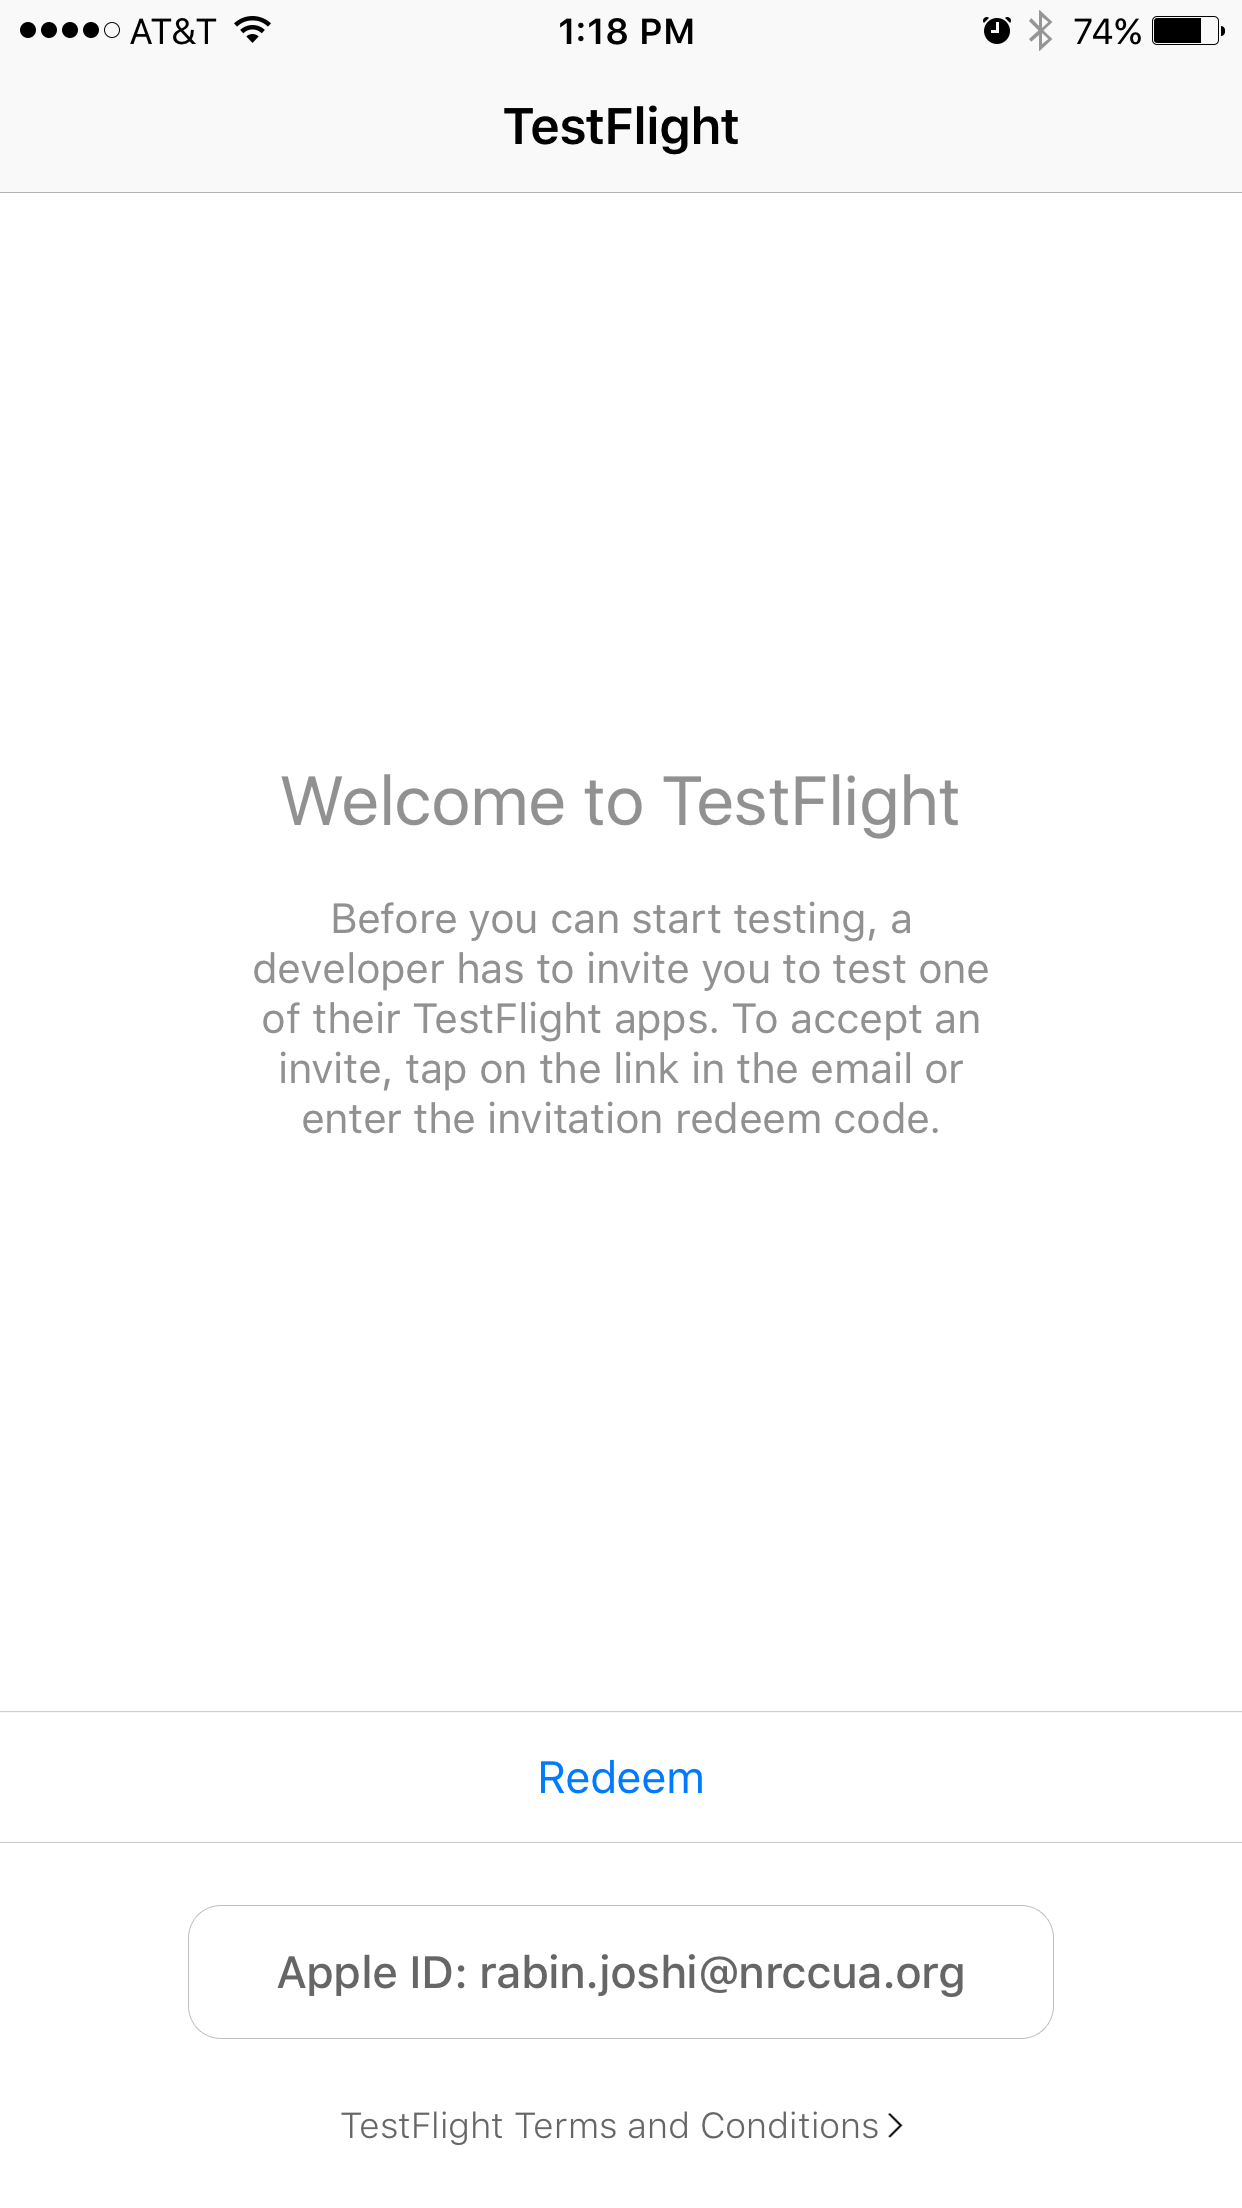 AT&T 1:18 PM 74%
TestFlight
Welcome to TestFlight
Before you can start testing, a
developer has to invite you to test one
of their TestFlight apps. To accept an
invite, tap on the link in the email or
enter the invitation redeem code.
Redeem
Apple ID: rabin.joshi@nrccua.org
TestFlight Terms and Conditions